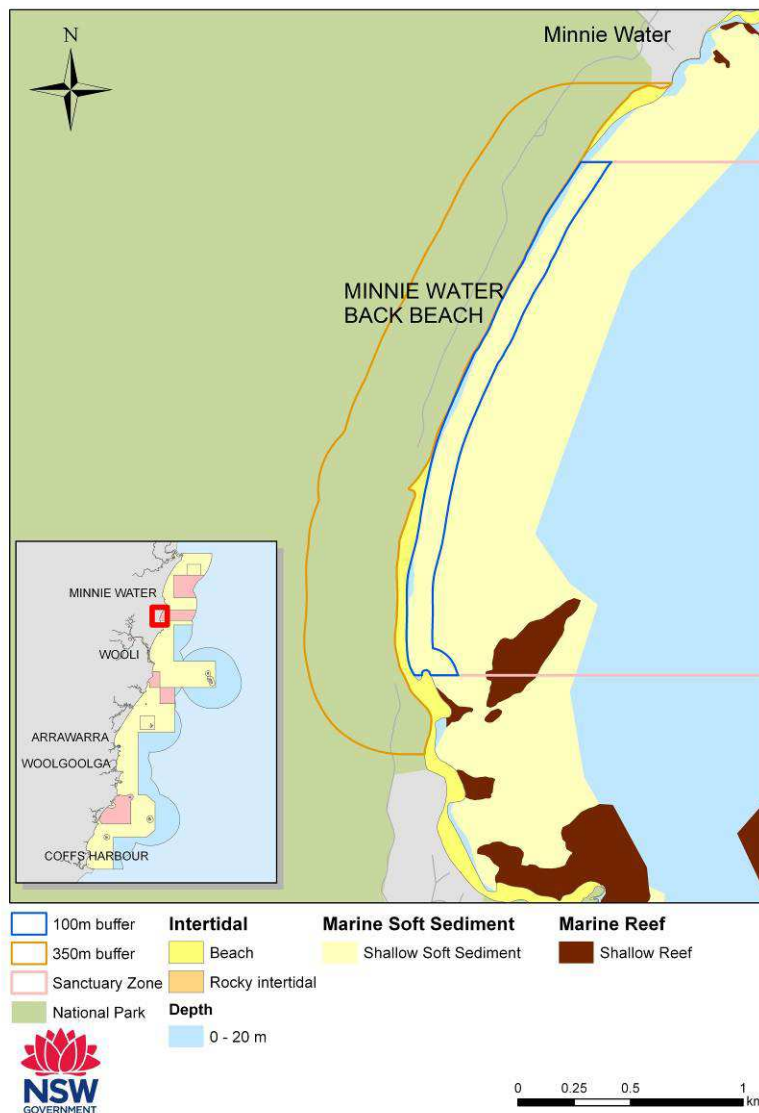 N
Minnie Water
MINNIE WATER
BACK BEACH
MINNIE WATER
WOOLI
ARRAWARRA
WOOLGOOLGA
COFFS HARBOUR
100m buffer
350m buffer
Sanctuary Zone
National Park
Intertidal
Beach
Rocky intertidal
Depth
0 - 20 m
Marine Soft Sediment
Shallow Soft Sediment
Marine Reef
Shallow Reef
NSW
GOVERNMENT
0 0.25 0.5 1
km